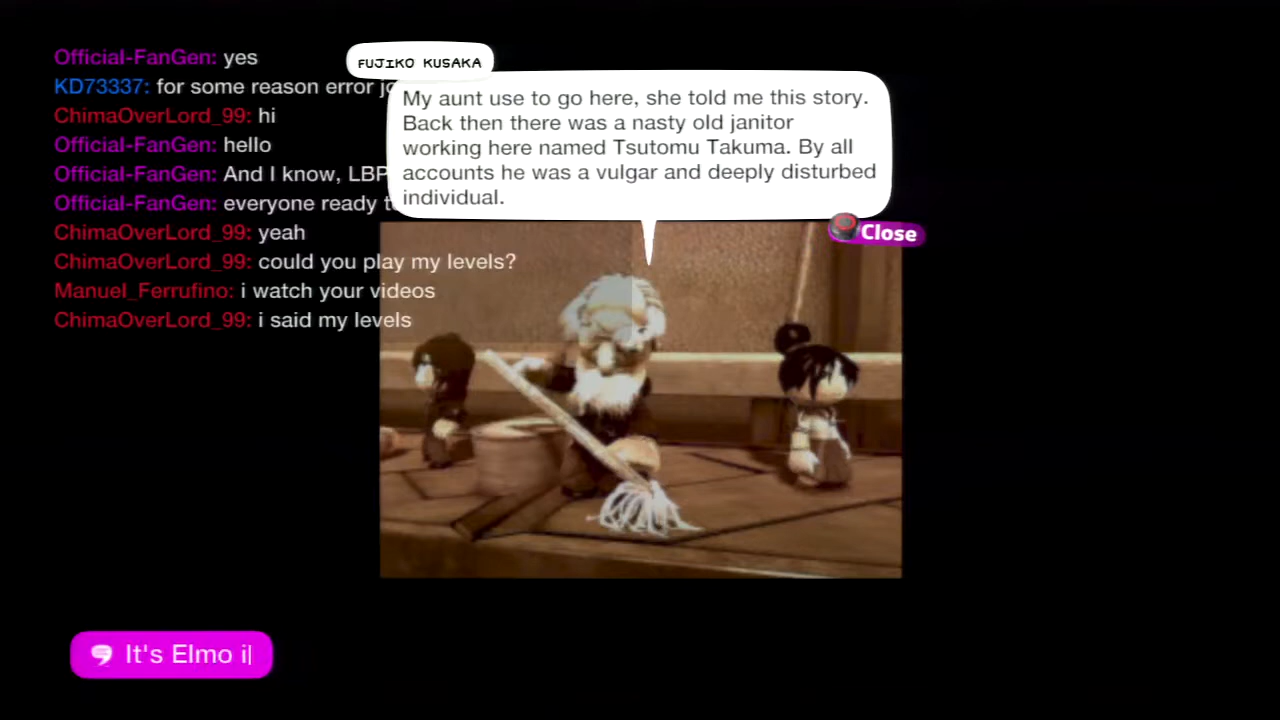 Official-FanGen: yes
KD73337: for some reason error
ChimaOverLord_99: hi
Official-FanGen: hello
Official-FanGen: And I know, LBP
Official-FanGen: everyone ready
ChimaOverLord_99: yeah
ChimaOverLord_99: could you play my levels?
Manuel_Ferrufino: i watch your videos
ChimaOverLord_99: i said my levels
FUJIKO KUSAKA
My aunt use to go here, she told me this story.
Back then there was a nasty old janitor
working here named Tsutomu Takuma. By all
accounts he was a vulgar and deeply disturbed
individual.
Close
It's Elmo i